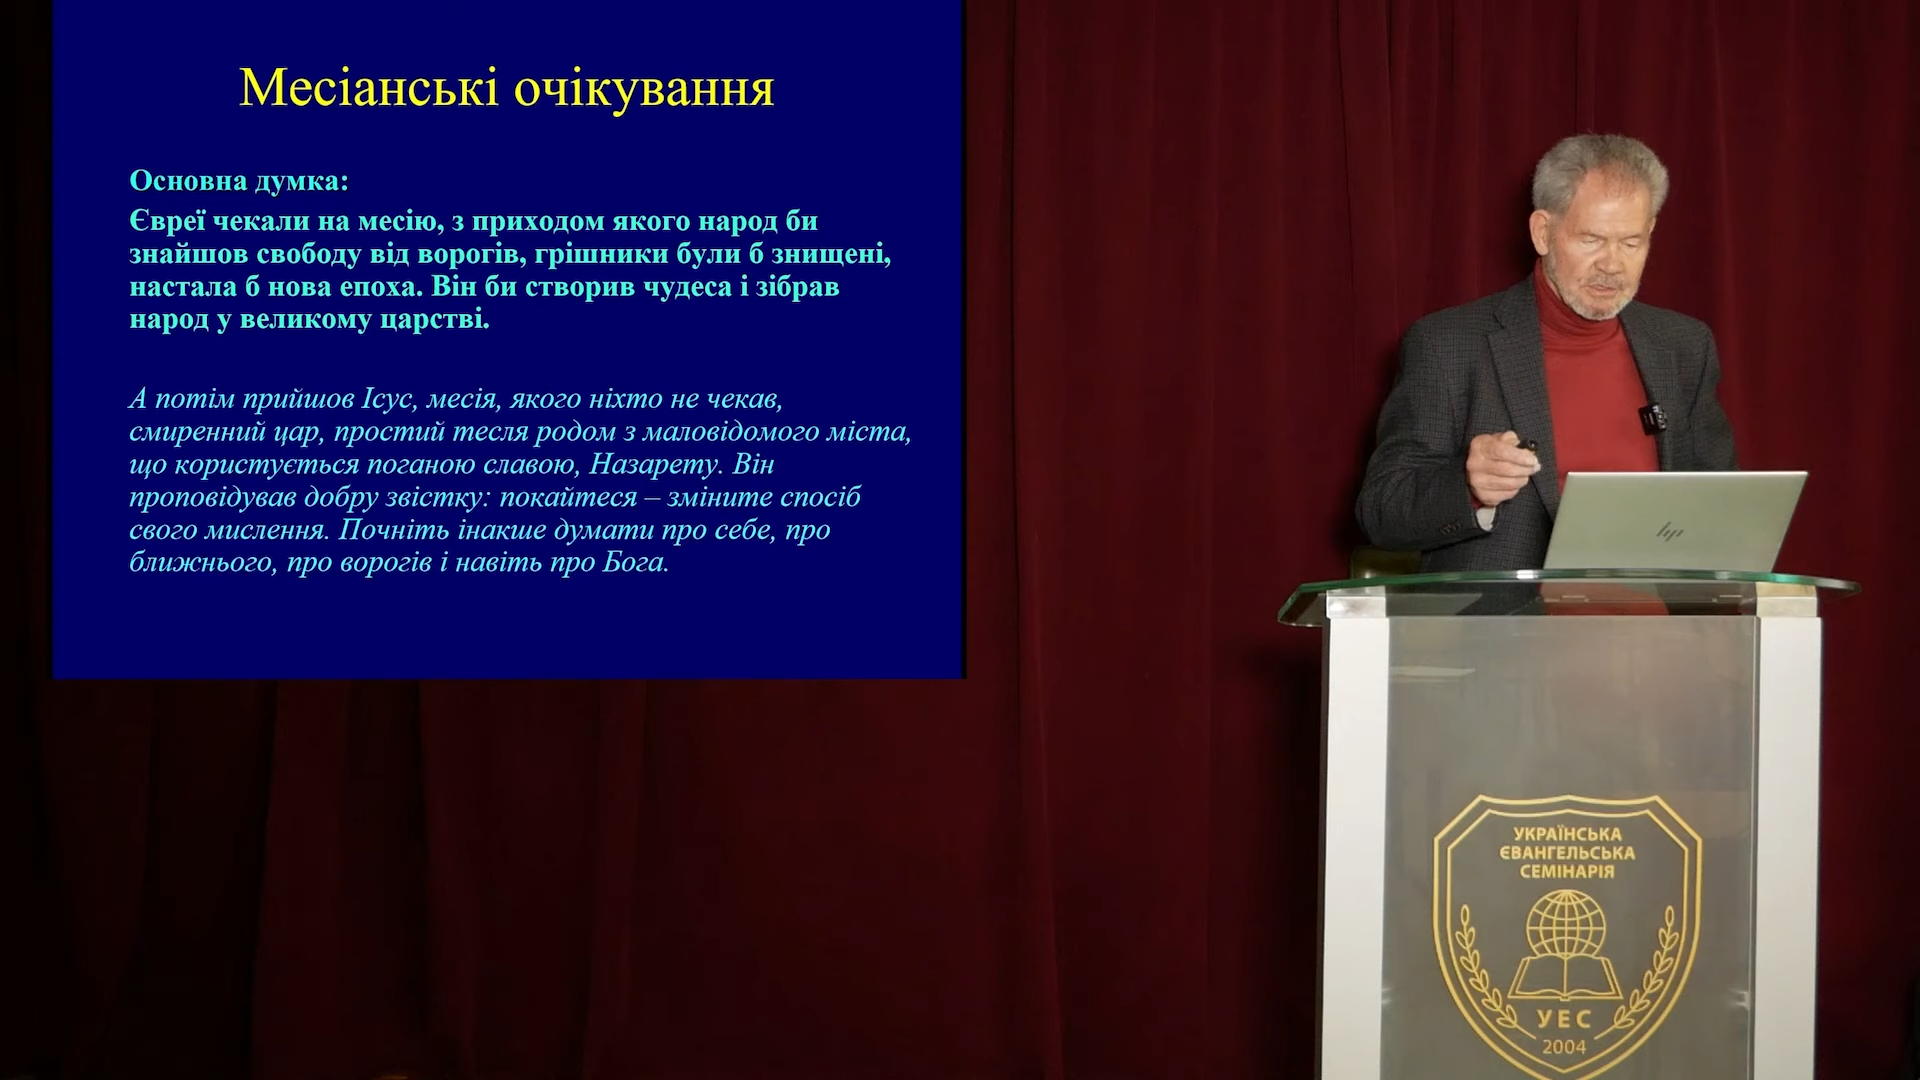 Месіанські очікування
Основна думка:
Євреї чекали на месію, з приходом якого народ би
знайшов свободу від ворогів, грішники були б знищені,
настала б нова епоха. Він би створив чудеса і зібрав
народ у великому царстві.
А потім прийшов Ісус, месія, якого ніхто не чекав,
смиренний цар, простий тесля родом з маловідомого міста,
що користується поганою славою, Назарету. Він
проповідував добру звістку: покайтеся – змініте спосіб
свого мислення. Почніть інакше думати про себе, про
ближнього, про ворогів і навіть про Бога.
hp
УКРАЇНСЬКА
ЄВАНГЕЛЬСЬКА
СЕМІНАРІЯ
УЕС
2004